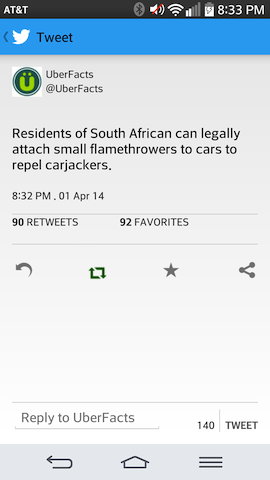 AT&T 8:33 PM
Tweet
UberFacts
@UberFacts
Residents of South African can legally
attach small flamethrowers to cars to
repel carjackers.
8:32 PM . 01 Apr 14
90 RETWEETS 92 FAVORITES
Reply to UberFacts 140 TWEET